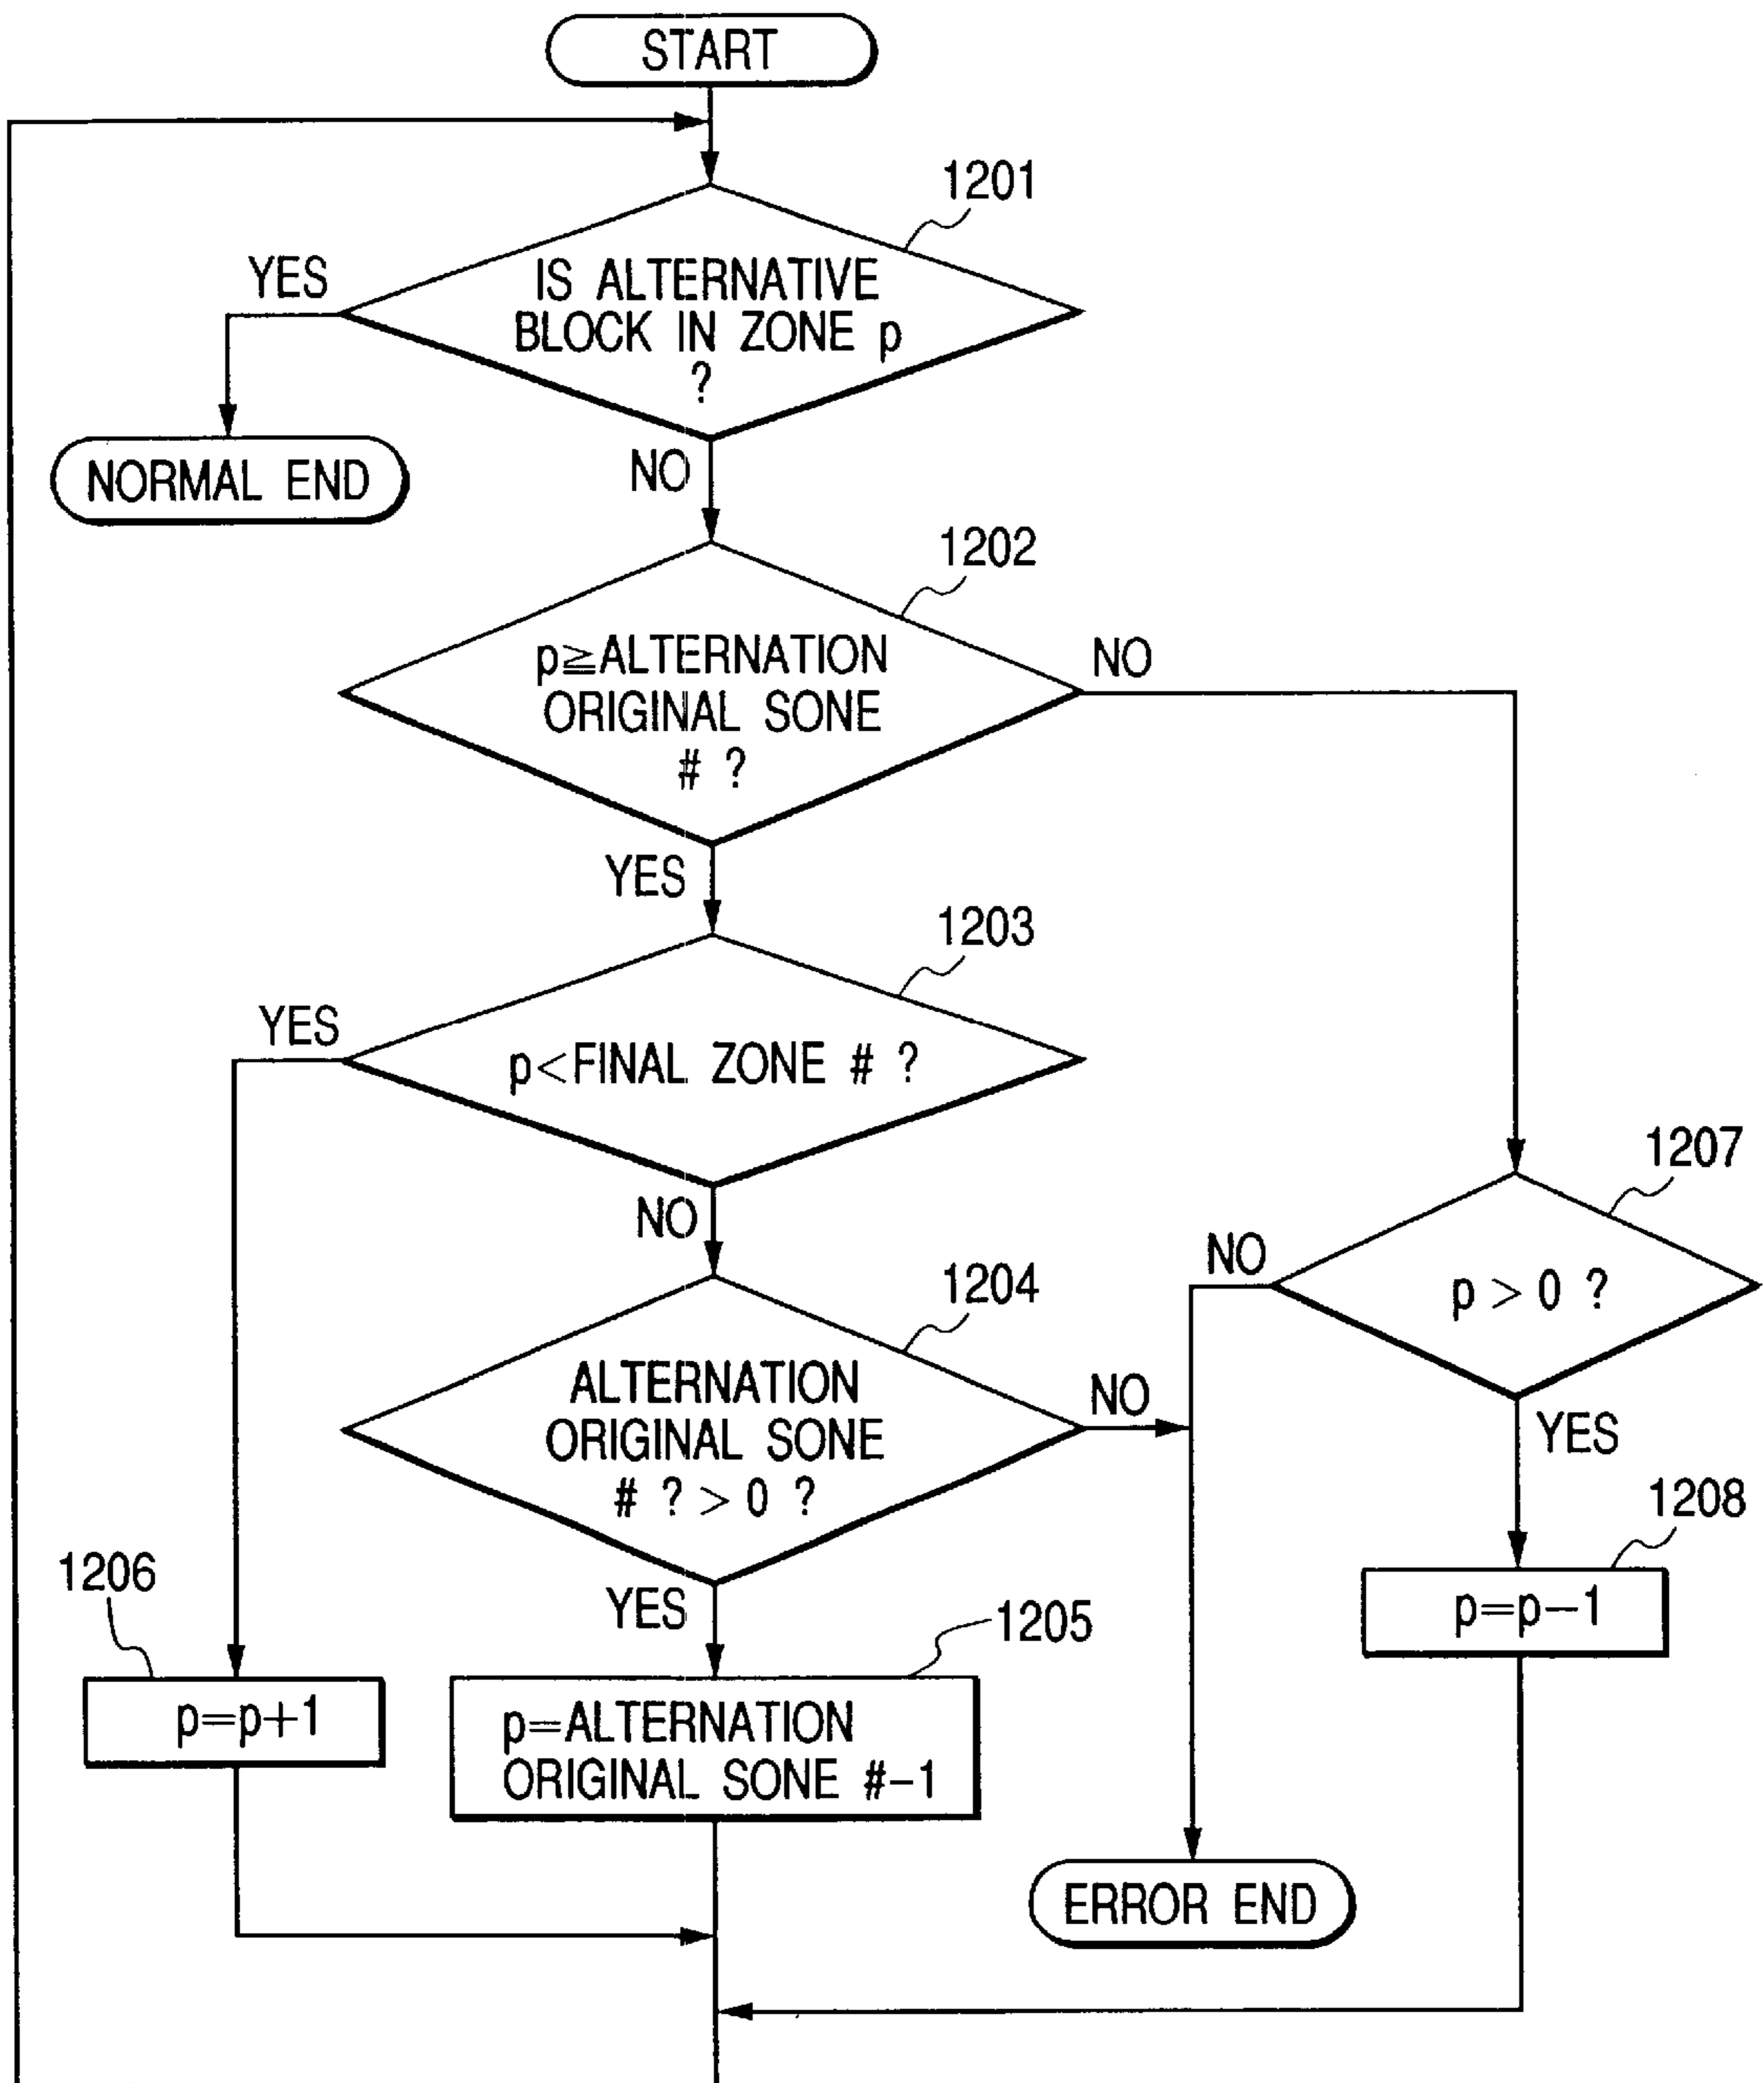 START
1201
YES
IS ALTERNATIVE
BLOCK IN ZONE p
?
NORMAL END
NO
1202
p≧ALTERNATION
ORIGINAL SONE
# ?
NO
YES
1203
YES
p<FINAL ZONE # ?
NO
1207
NO
p > 0 ?
1204
ALTERNATION
ORIGINAL SONE
# ? > 0 ?
NO
YES
1208
p=p−1
1206
YES
1205
p=p+1
p=ALTERNATION
ORIGINAL SONE #−1
ERROR END